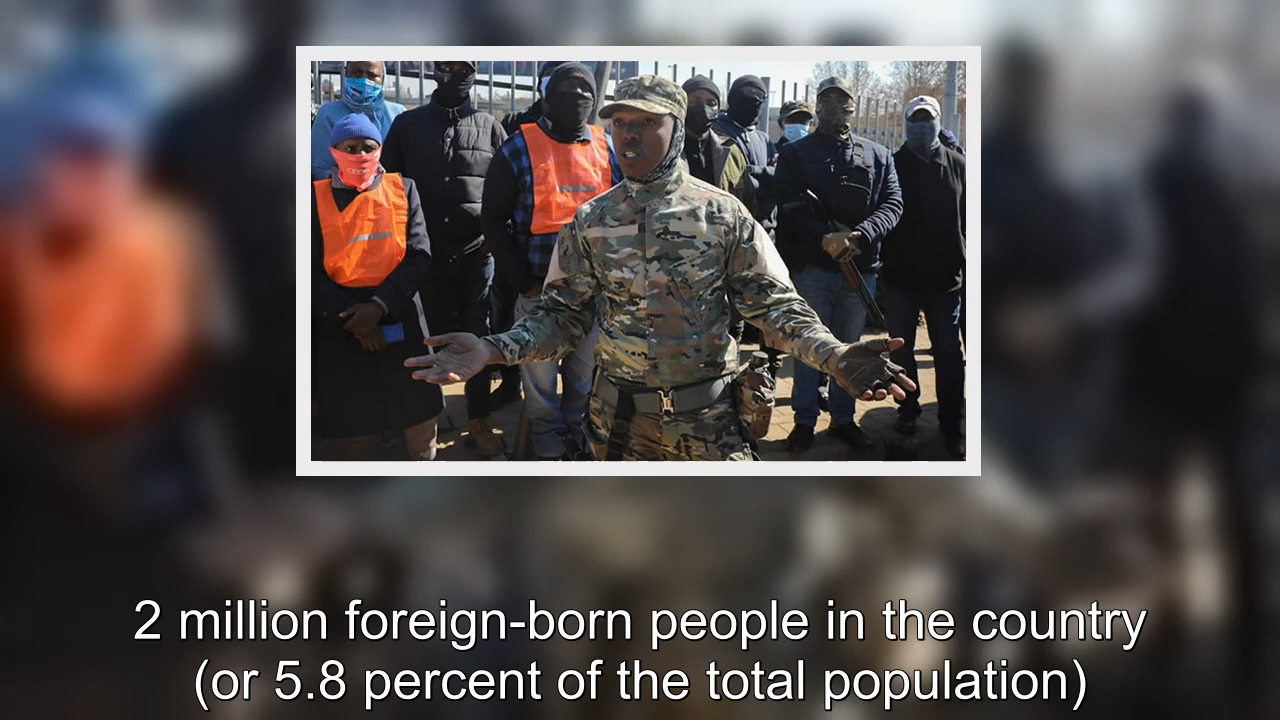 2 million foreign-born people in the country
(or 5.8 percent of the total population)